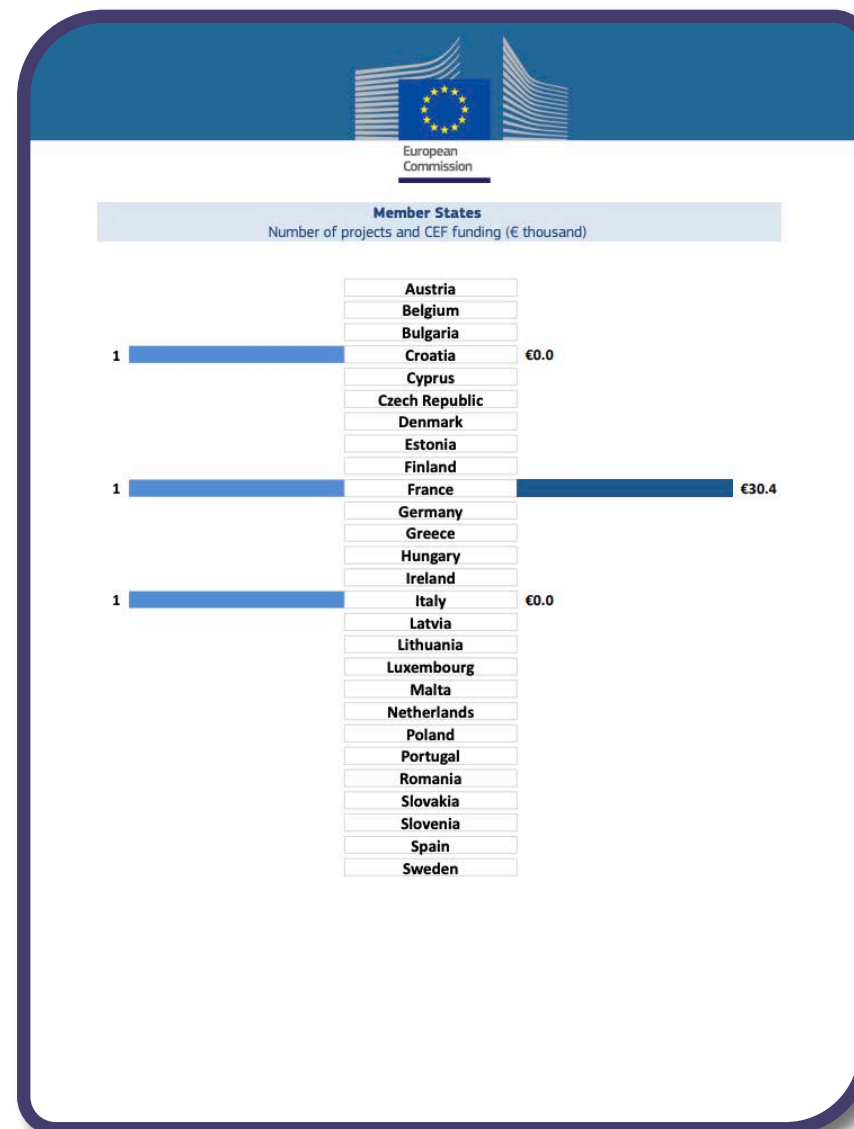 European
Commission
Member States
Number of projects and CEF funding (€ thousand)
Austria
Belgium
Bulgaria
1 Croatia €0.0
Cyprus
Czech Republic
Denmark
Estonia
Finland
1 France €30.4
Germany
Greece
Hungary
Ireland
1 Italy €0.0
Latvia
Lithuania
Luxembourg
Malta
Netherlands
Poland
Portugal
Romania
Slovakia
Slovenia
Spain
Sweden